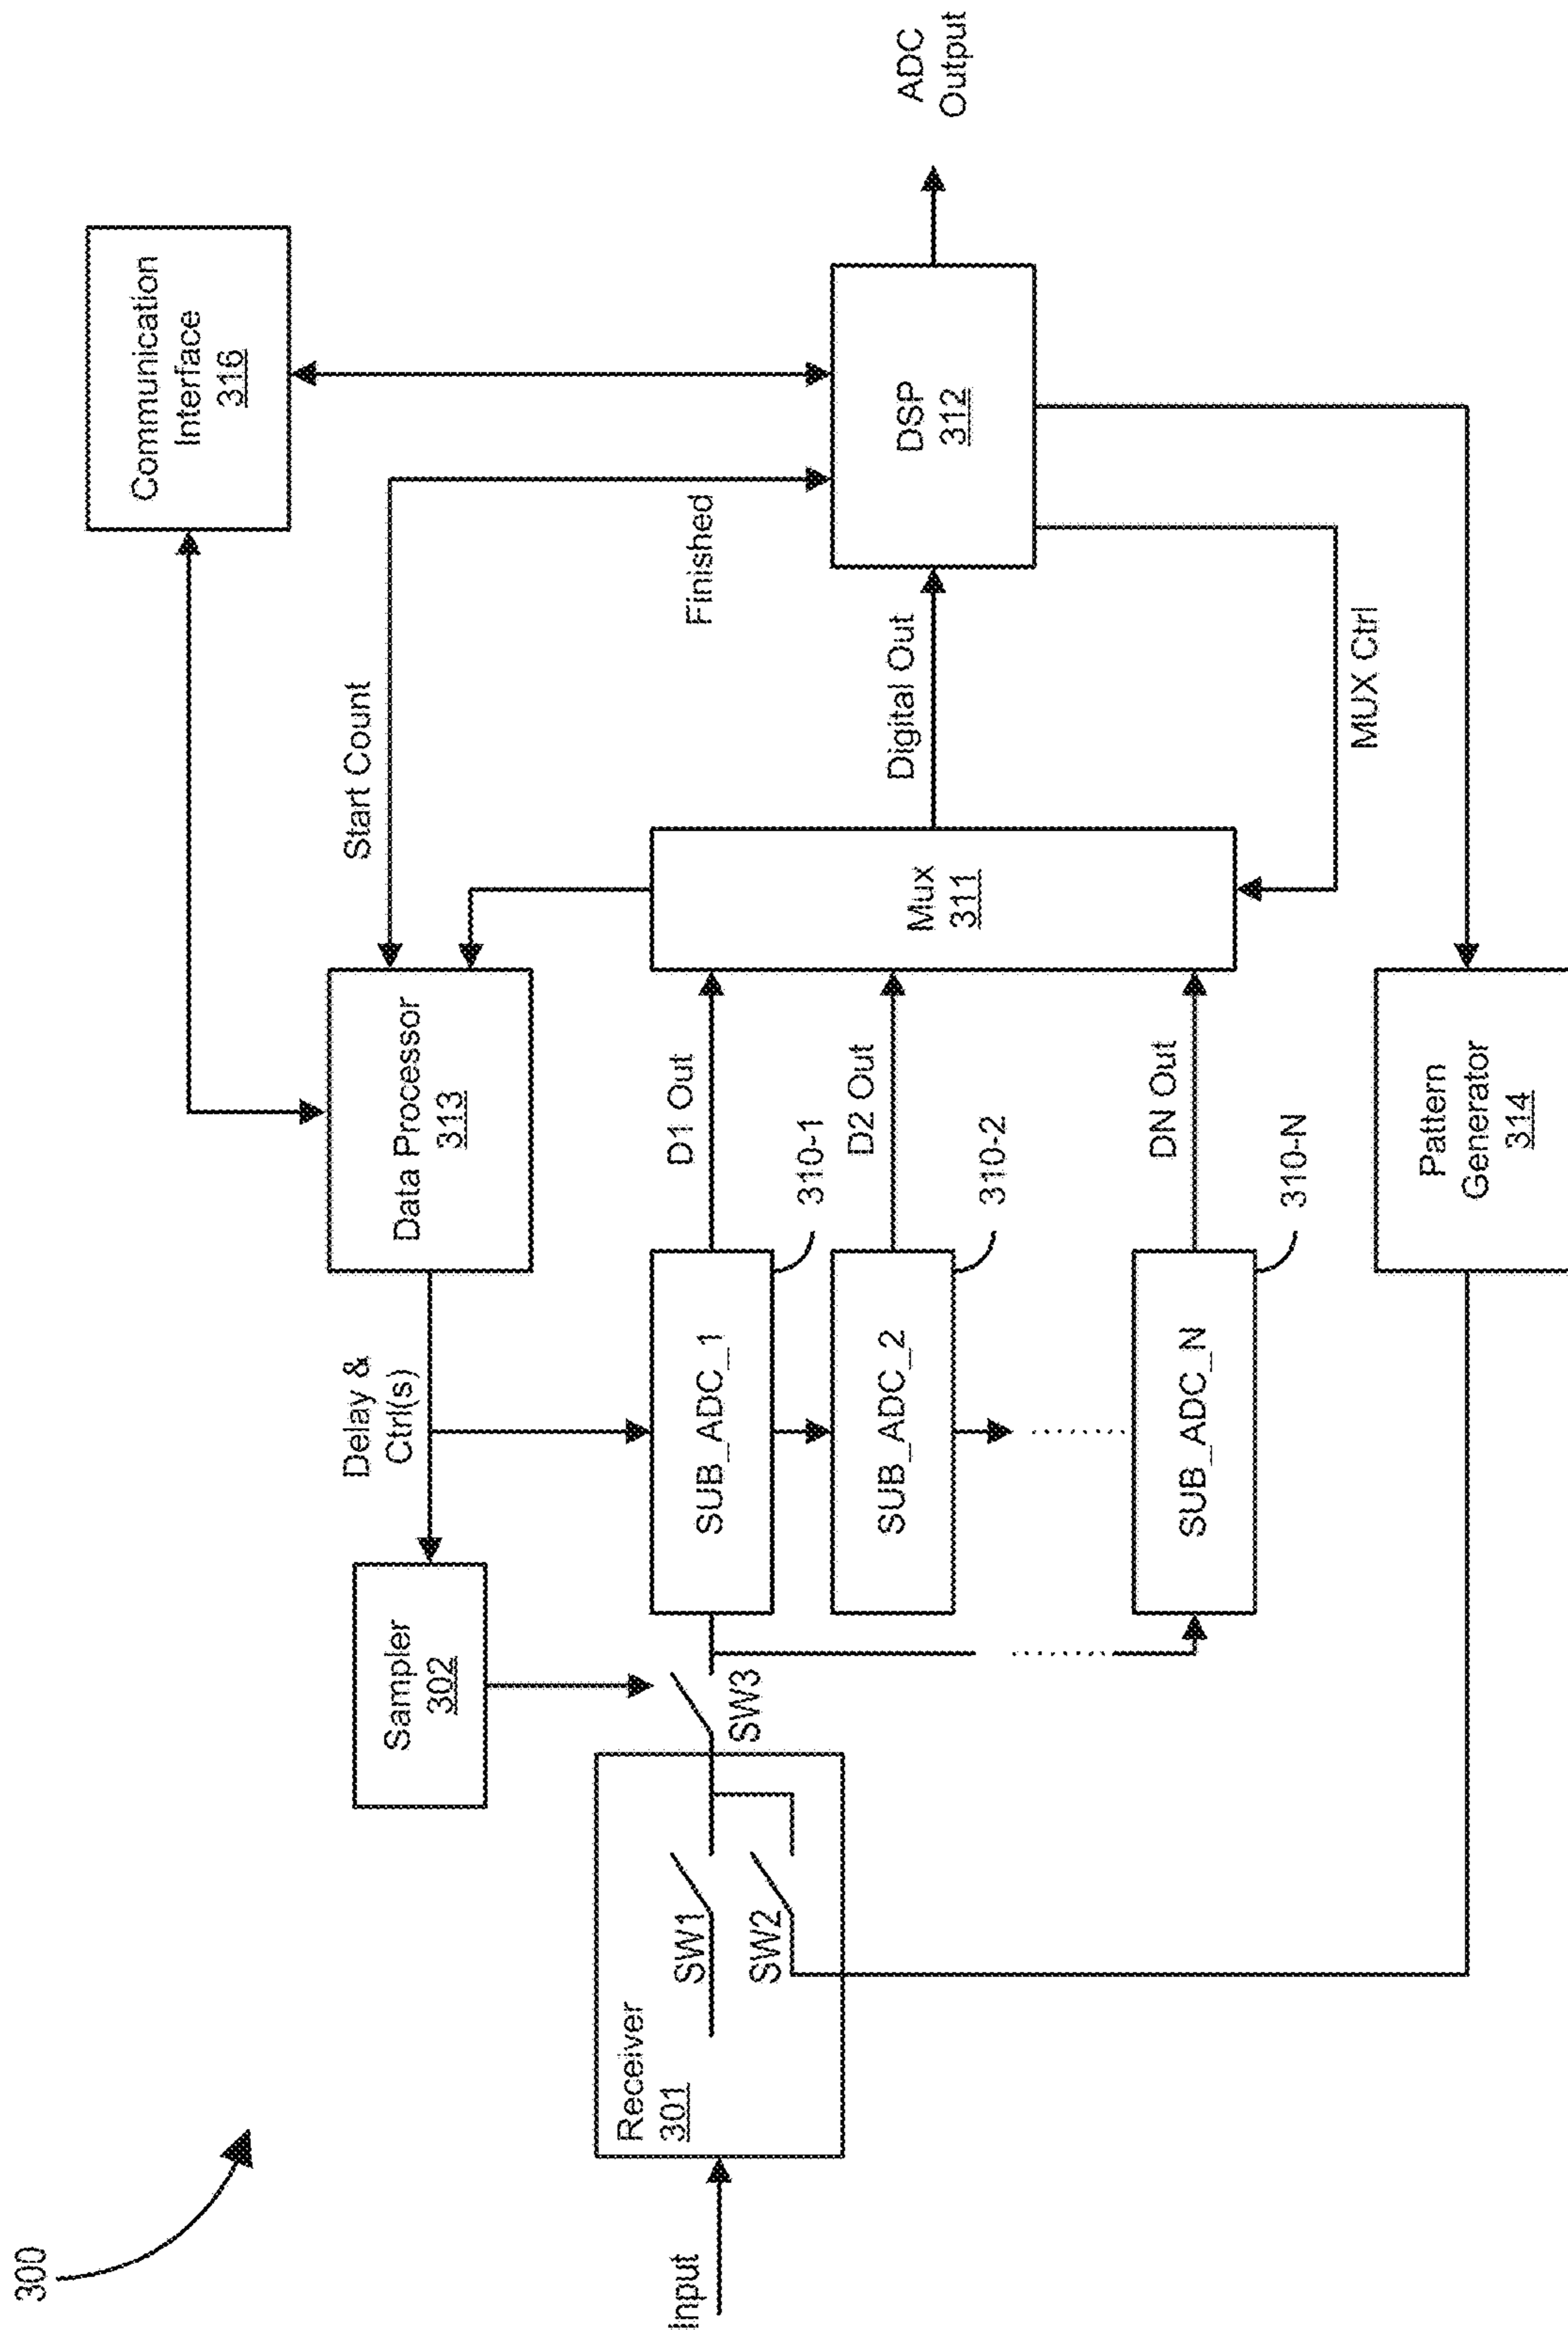 300
Communication
Interface
316
Start Count
Finished
Data Processor
313
Delay &
Ctrl(s)
Sampler
302
Input
Receiver
301
SW1
SW2
SW3
SUB_ADC_1
310-1
D1 Out
SUB_ADC_2
310-2
D2 Out
SUB_ADC_N
310-N
DN Out
Mux
311
Digital Out
DSP
312
ADC
Output
MUX Ctrl
Pattern
Generator
314